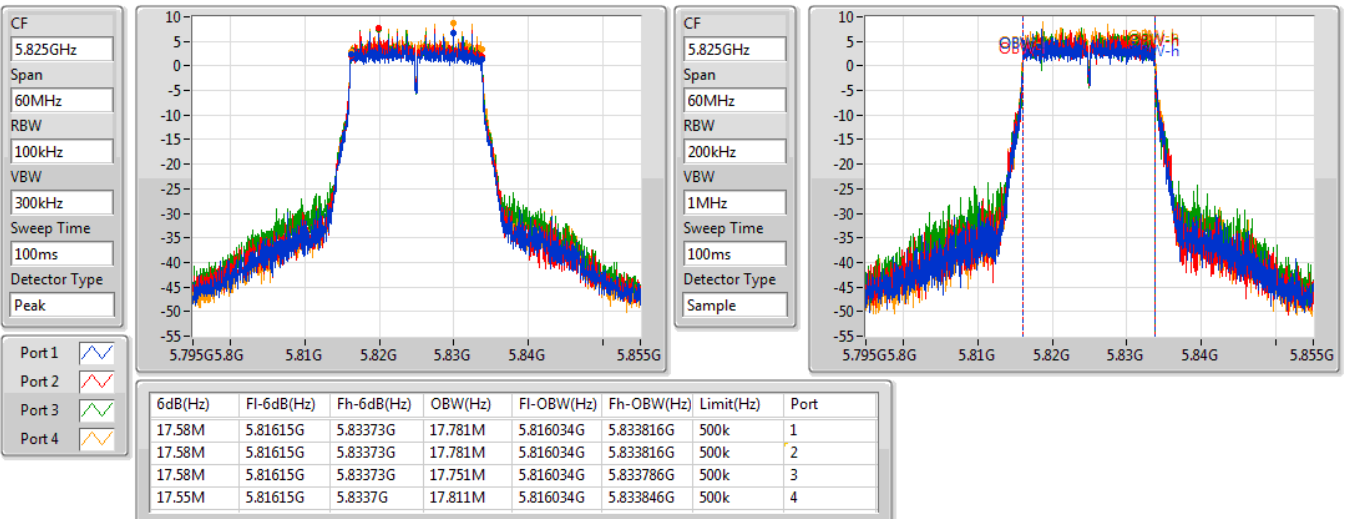 CF
5.825GHz
Span
60MHz
RBW
100kHz
VBW
300kHz
Sweep Time
100ms
Detector Type
Peak
10
5
0
-5
-10
-15
-20
-25
-30
-35
-40
-45
-50
-55
5.795G 5.8G 5.81G 5.82G 5.83G 5.84G 5.855G
CF
5.825GHz
Span
60MHz
RBW
200kHz
VBW
1MHz
Sweep Time
100ms
Detector Type
Sample
10
5
0
-5
-10
-15
-20
-25
-30
-35
-40
-45
-50
-55
5.795G 5.8G 5.81G 5.82G 5.83G 5.84G 5.855G
Port 1
Port 2
Port 3
Port 4
6dB(Hz) Fl-6dB(Hz) Fh-6dB(Hz) OBW(Hz) Fl-OBW(Hz) Fh-OBW(Hz) Limit(Hz) Port
17.58M 5.81615G 5.83373G 17.781M 5.816034G 5.833816G 500k 1
17.58M 5.81615G 5.83373G 17.781M 5.816034G 5.833816G 500k 2
17.58M 5.81615G 5.83373G 17.751M 5.816034G 5.833786G 500k 3
17.55M 5.81615G 5.8337G 17.811M 5.816034G 5.833846G 500k 4